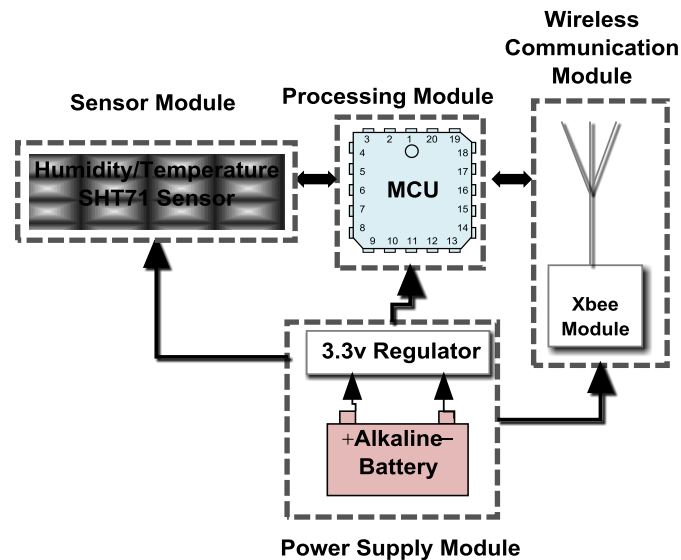 Wireless
Communication
Module
Sensor Module
Processing Module
Humidity/Temperature
SHT71 Sensor
3 2 1 20 19
4
5
6
7
8
MCU
18
17
16
15
14
9 10 11 12 13
Xbee
Module
3.3v Regulator
+Alkaline−
Battery
Power Supply Module